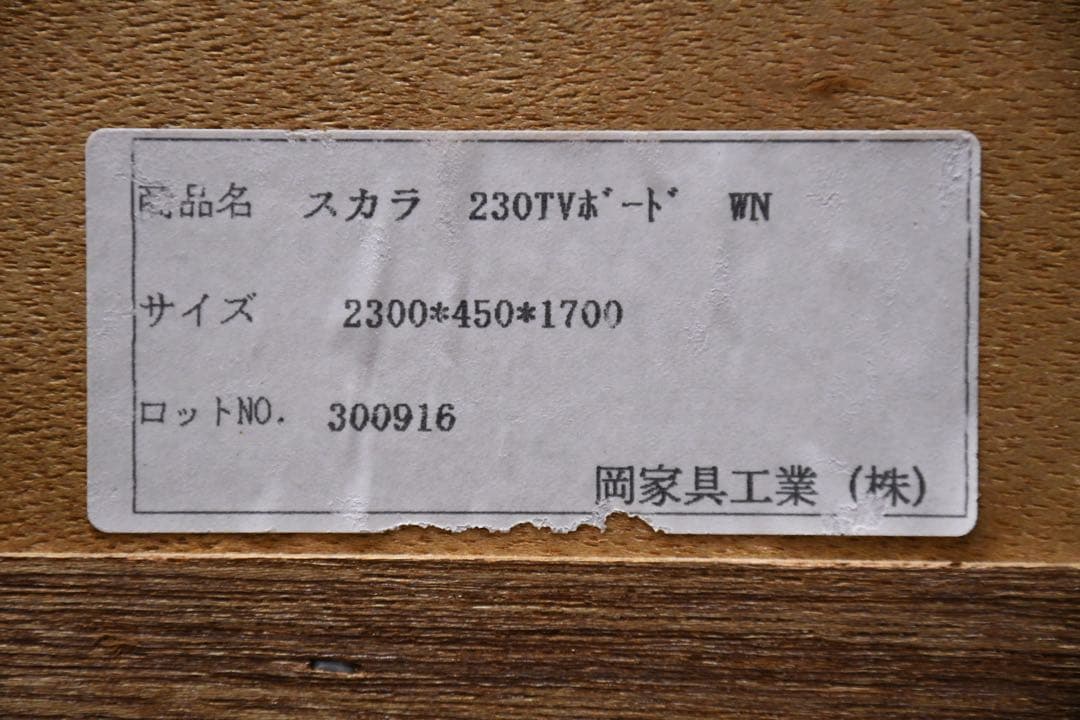 商品名 スカラ 230TVﾎﾞｰﾄﾞ WN
サイズ 2300*450*1700
ロットNO. 300916
岡家具工業（株）